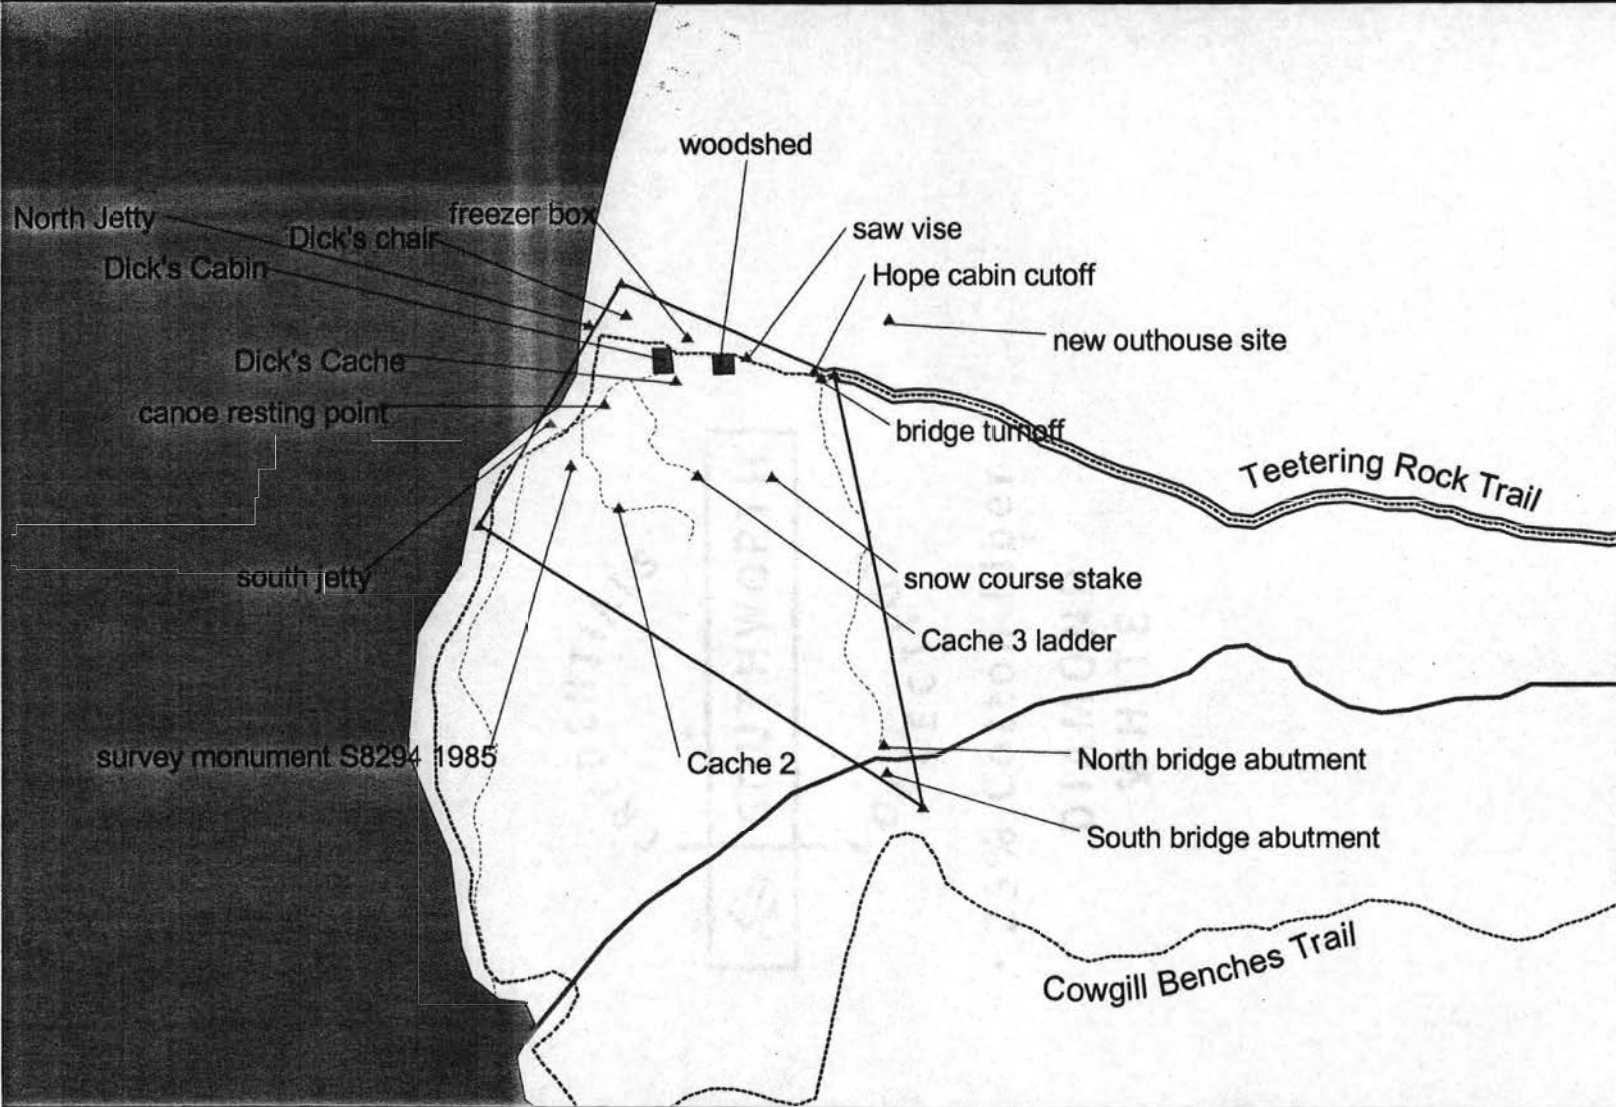 woodshed
North Jetty
freezer box
Dick's chair
saw vise
Dick's Cabin
Hope cabin cutoff
new outhouse site
Dick's Cache
canoe resting point
bridge turnoff
Teetering Rock Trail
south jetty
snow course stake
Cache 3 ladder
survey monument S8294 1985
Cache 2
North bridge abutment
South bridge abutment
Cowgill Benches Trail